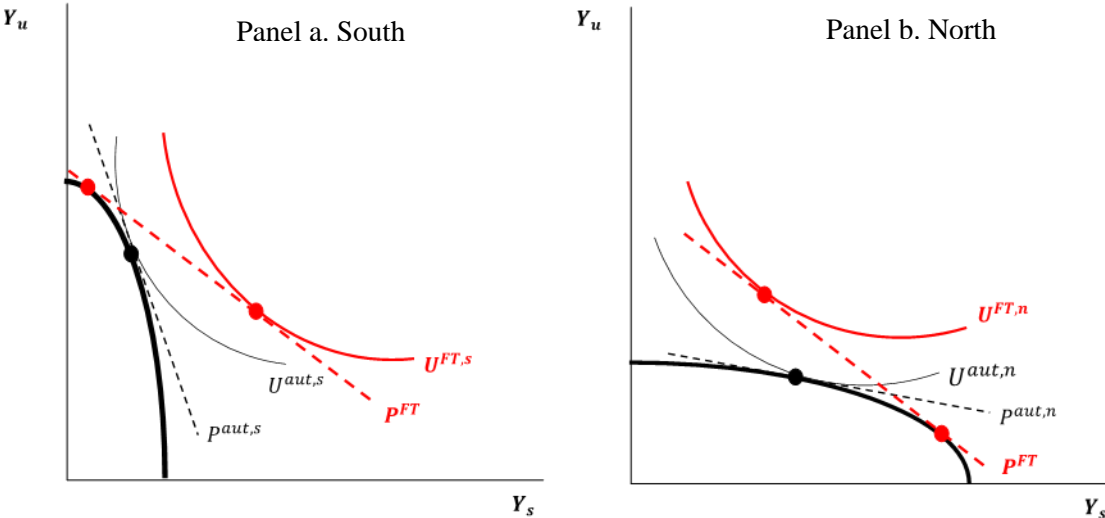 Y_u
Panel a. South
U^{FT,s}
U^{aut,s}
P^{FT}
P^{aut,s}
Y_s
Y_u
Panel b. North
U^{FT,n}
U^{aut,n}
P^{aut,n}
P^{FT}
Y_s